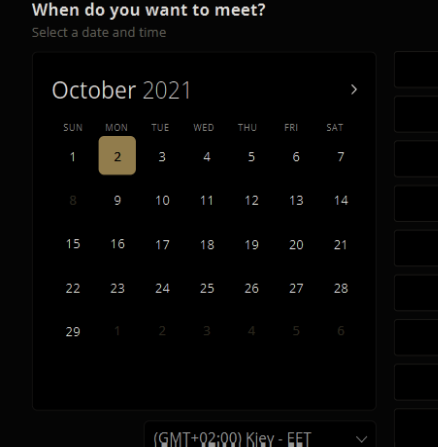 When do you want to meet?
Select a date and time
October 2021
SUN MON TUE WED THU FRI SAT
1 2 3 4 5 6 7
8 9 10 11 12 13 14
15 16 17 18 19 20 21
22 23 24 25 26 27 28
29 1 2 3 4 5 6
(GMT+02:00) Kiev - EET